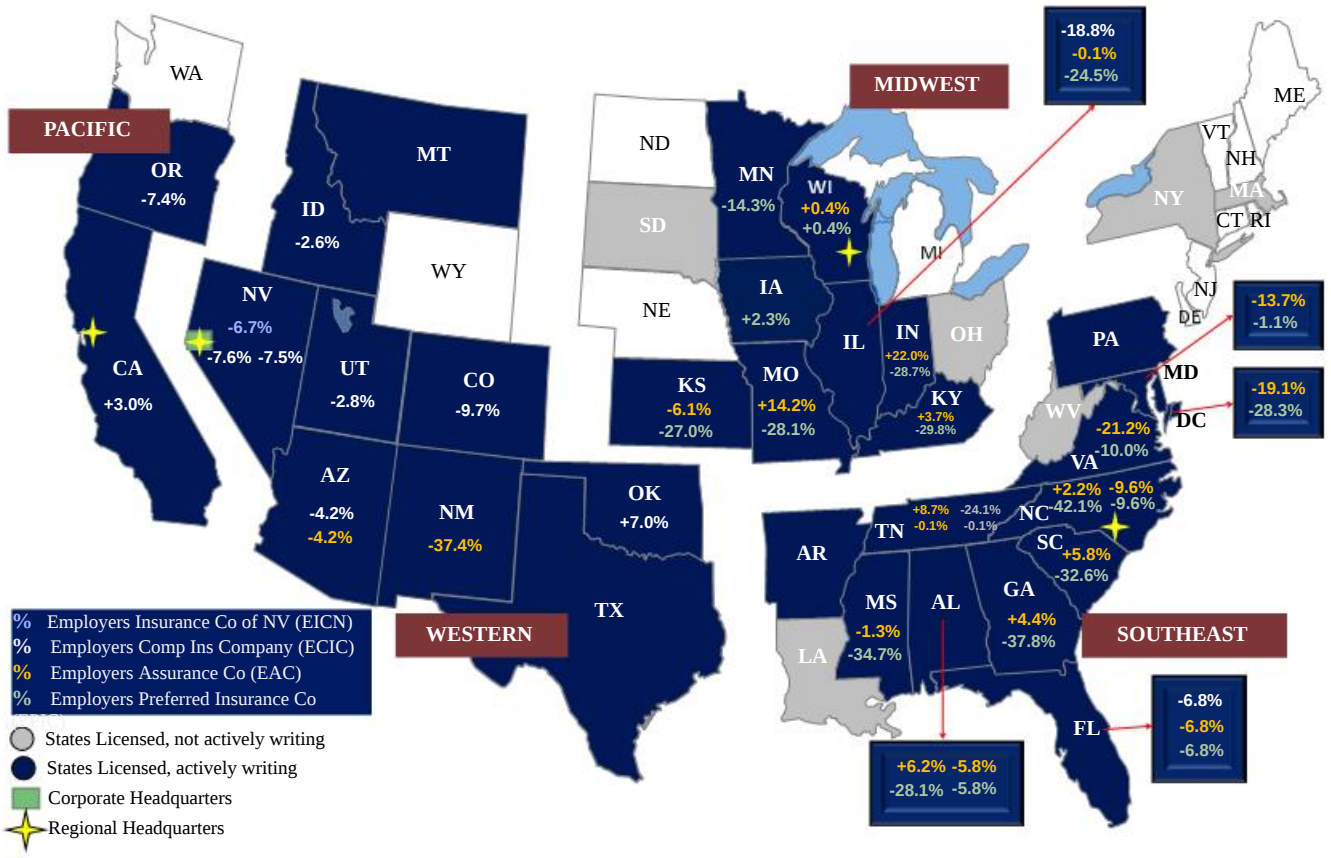 -18.8%
-0.1%
-24.5%
WA
MIDWEST
ME
PACIFIC
VT
ND
MT
NH
OR
-7.4%
MN
-14.3%
WI
+0.4%
+0.4%
NY
MA
ID
-2.6%
SD
CT RI
WY
MI
NV
-6.7%
-7.6% -7.5%
IA
+2.3%
NE
NJ
DE
-13.7%
-1.1%
IL
IN
+22.0%
-28.7%
OH
PA
CA
+3.0%
UT
-2.8%
CO
-9.7%
KS
-6.1%
-27.0%
MO
+14.2%
-28.1%
KY
+3.7%
-29.8%
MD
WV
-19.1%
-28.3%
DC
-21.2%
-10.0%
VA
AZ
-4.2%
-4.2%
NM
-37.4%
OK
+7.0%
TN
+8.7% -24.1%
-0.1% -0.1%
NC
+2.2% -9.6%
-42.1% -9.6%
AR
SC
+5.8%
-32.6%
TX
MS
-1.3%
-34.7%
AL
GA
+4.4%
-37.8%
WESTERN
SOUTHEAST
LA
FL
-6.8%
-6.8%
-6.8%
+6.2% -5.8%
-28.1% -5.8%
% Employers Insurance Co of NV (EICN)
% Employers Comp Ins Company (ECIC)
% Employers Assurance Co (EAC)
% Employers Preferred Insurance Co
(EPIC)
States Licensed, not actively writing
States Licensed, actively writing
Corporate Headquarters
Regional Headquarters